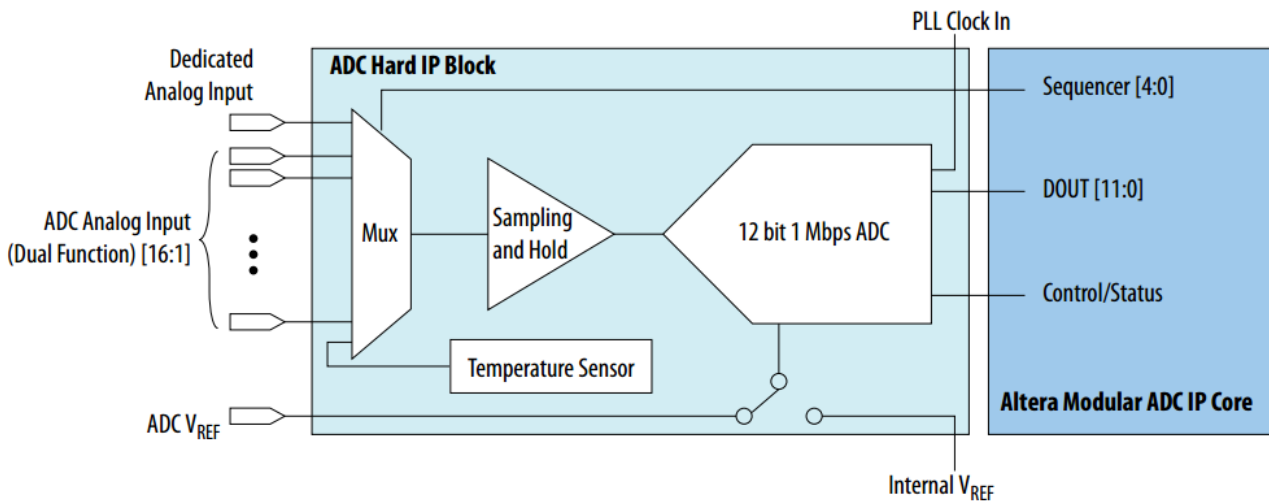 PLL Clock In
Dedicated
Analog Input
ADC Hard IP Block
Sequencer [4:0]
DOUT [11:0]
ADC Analog Input
(Dual Function) [16:1]
Mux
Sampling
and Hold
12 bit 1 Mbps ADC
Control/Status
Temperature Sensor
Altera Modular ADC IP Core
ADC VREF
Internal VREF